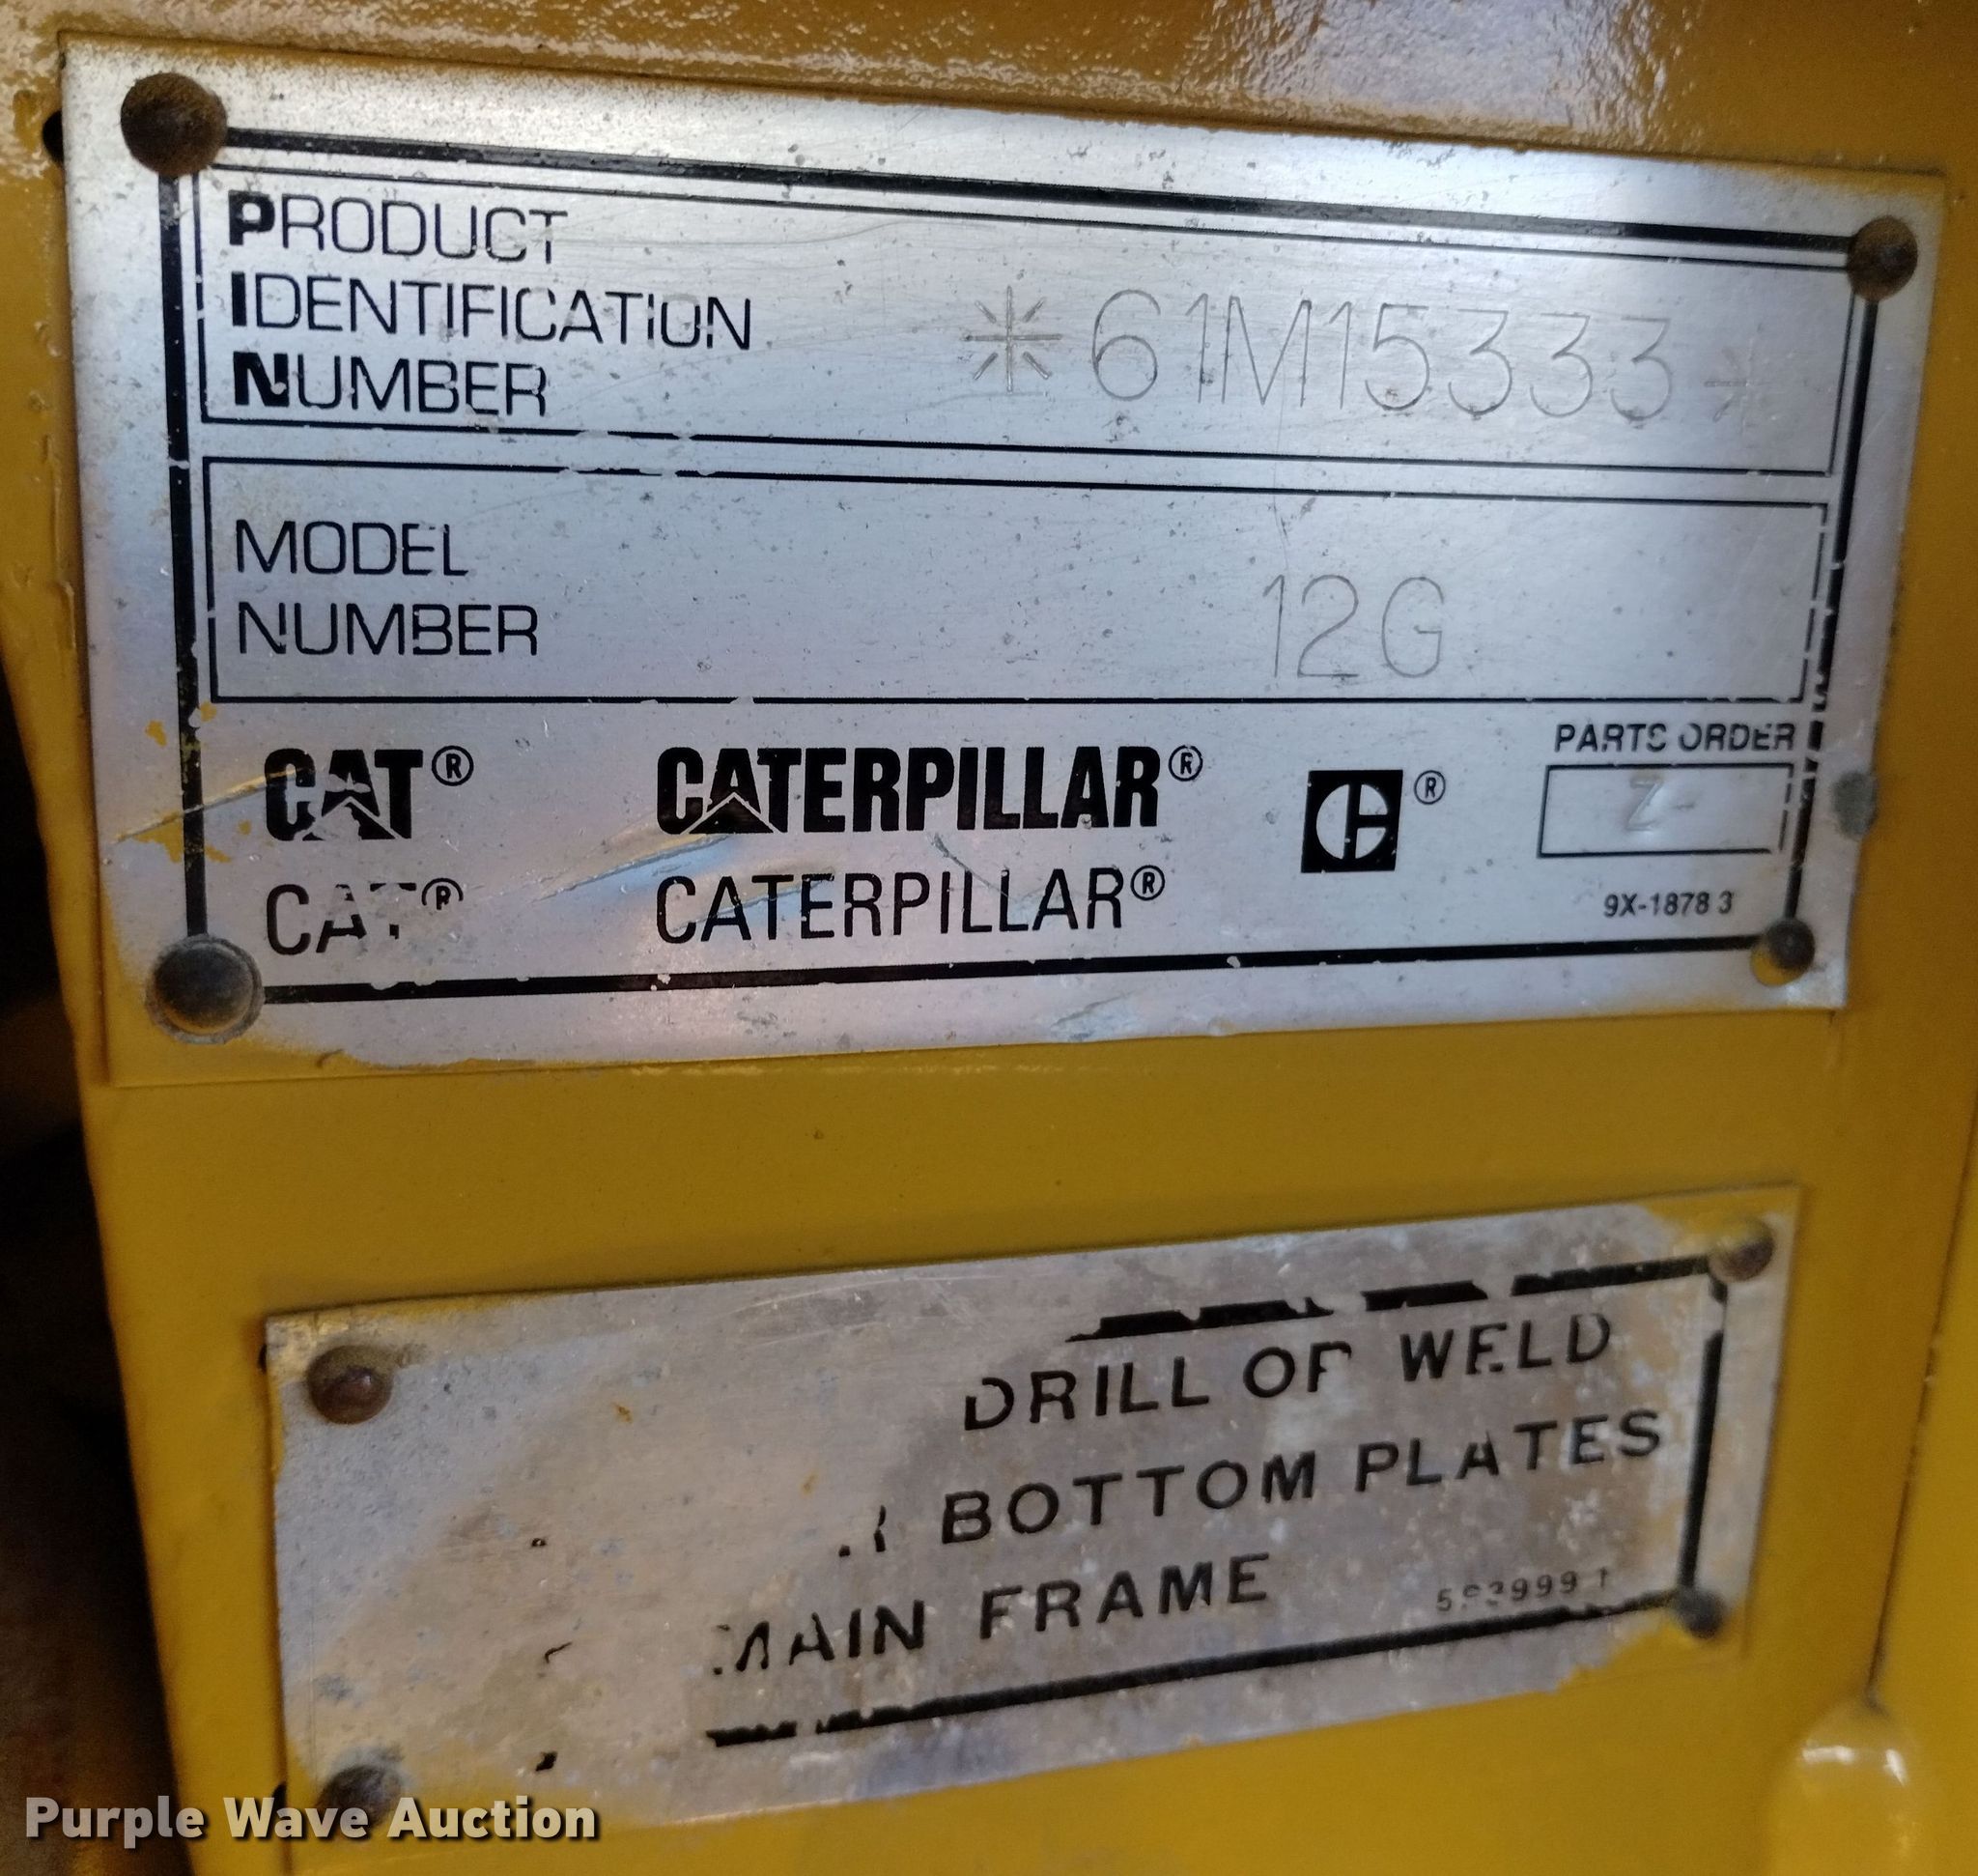 PRODUCT
IDENTIFICATION
NUMBER
*61M15333*
MODEL
NUMBER
12G
CAT® CATERPILLAR® ®
PARTS ORDER
Z-
CAT® CATERPILLAR®
9X-1878 3
DRILL OR WELD
BOTTOM PLATES
MAIN FRAME
Purple Wave Auction